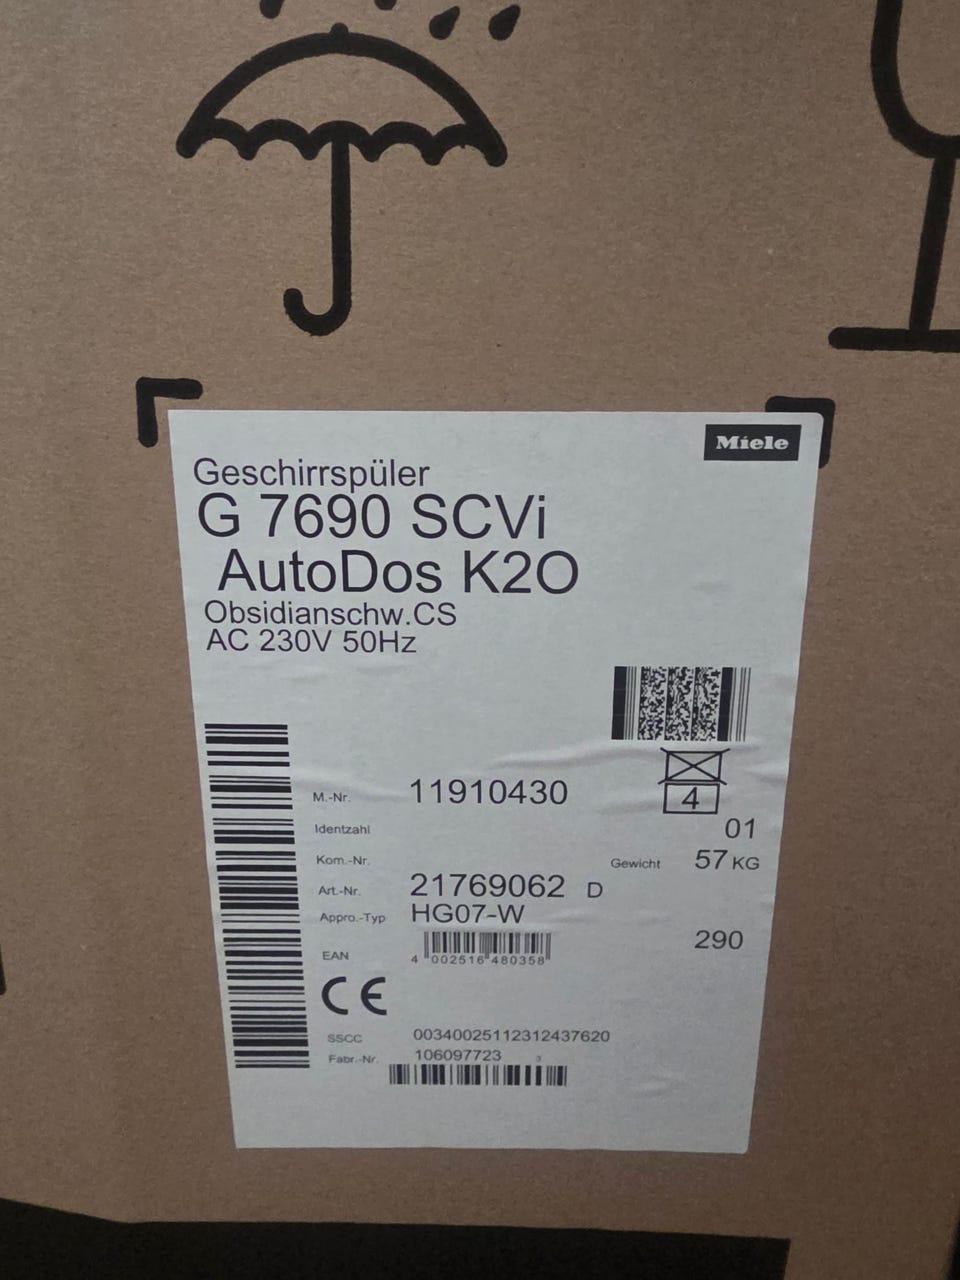 Miele
Geschirrspüler
G 7690 SCVi
AutoDos K2O
Obsidianschw.CS
AC 230V 50Hz
4
M.-Nr. 11910430
Identzahl 01
Kom.-Nr. Gewicht 57 KG
Art.-Nr. 21769062 D
Appro.-Typ HG07-W
290
EAN 4 002516 480358
CE
SSCC 00340025112312437620
Fabr.-Nr. 106097723 3